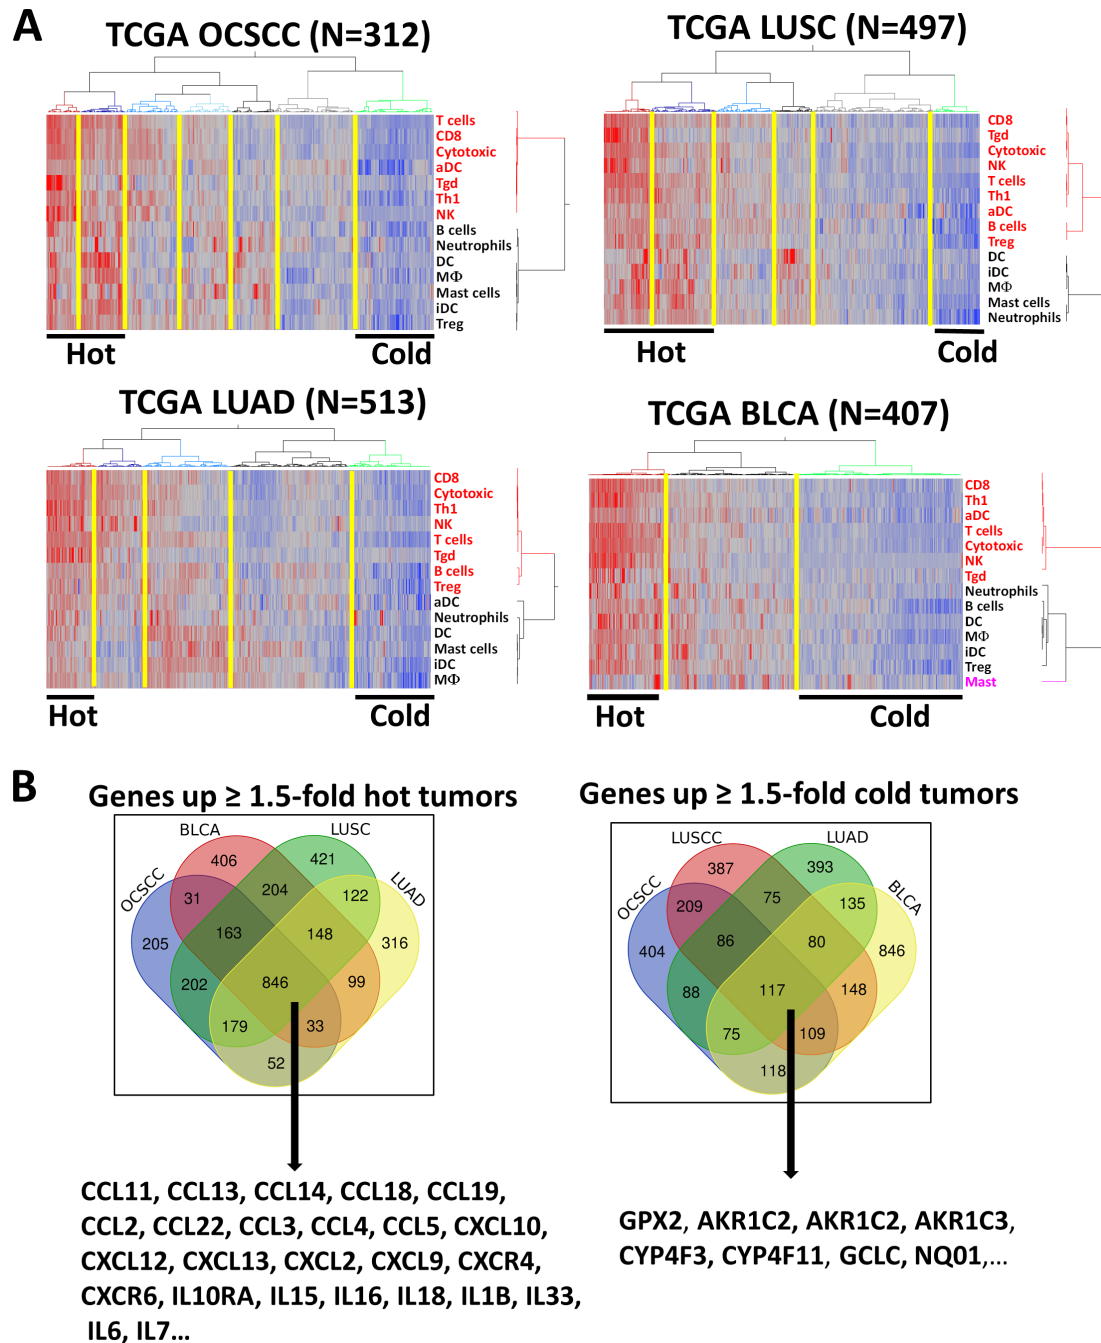 A
TCGA OCSCC (N=312)
T cells
CD8
Cytotoxic
aDC
Tgd
Th1
NK
B cells
Neutrophils
DC
MΦ
Mast cells
iDC
Treg
Hot
Cold
TCGA LUSC (N=497)
CD8
Tgd
Cytotoxic
NK
T cells
Th1
aDC
B cells
Treg
DC
iDC
MΦ
Mast cells
Neutrophils
Hot
Cold
TCGA LUAD (N=513)
CD8
Cytotoxic
Th1
NK
T cells
Tgd
B cells
Treg
aDC
Neutrophils
DC
Mast cells
iDC
MΦ
Hot
Cold
TCGA BLCA (N=407)
CD8
Th1
aDC
T cells
Cytotoxic
NK
Tgd
Neutrophils
B cells
DC
MΦ
iDC
Treg
Mast
Hot
Cold
B
Genes up ≥ 1.5-fold hot tumors
OCSCC
BLCA
LUSC
LUAD
406
421
31
204
122
205
163
148
316
202
846
99
179
33
52
CCL11, CCL13, CCL14, CCL18, CCL19,
CCL2, CCL22, CCL3, CCL4, CCL5, CXCL10,
CXCL12, CXCL13, CXCL2, CXCL9, CXCR4,
CXCR6, IL10RA, IL15, IL16, IL18, IL1B, IL33,
IL6, IL7...
Genes up ≥ 1.5-fold cold tumors
OCSCC
LUSCC
LUAD
BLCA
387
393
209
75
135
404
86
80
846
88
117
148
75
109
118
GPX2, AKR1C2, AKR1C2, AKR1C3,
CYP4F3, CYP4F11, GCLC, NQ01,...